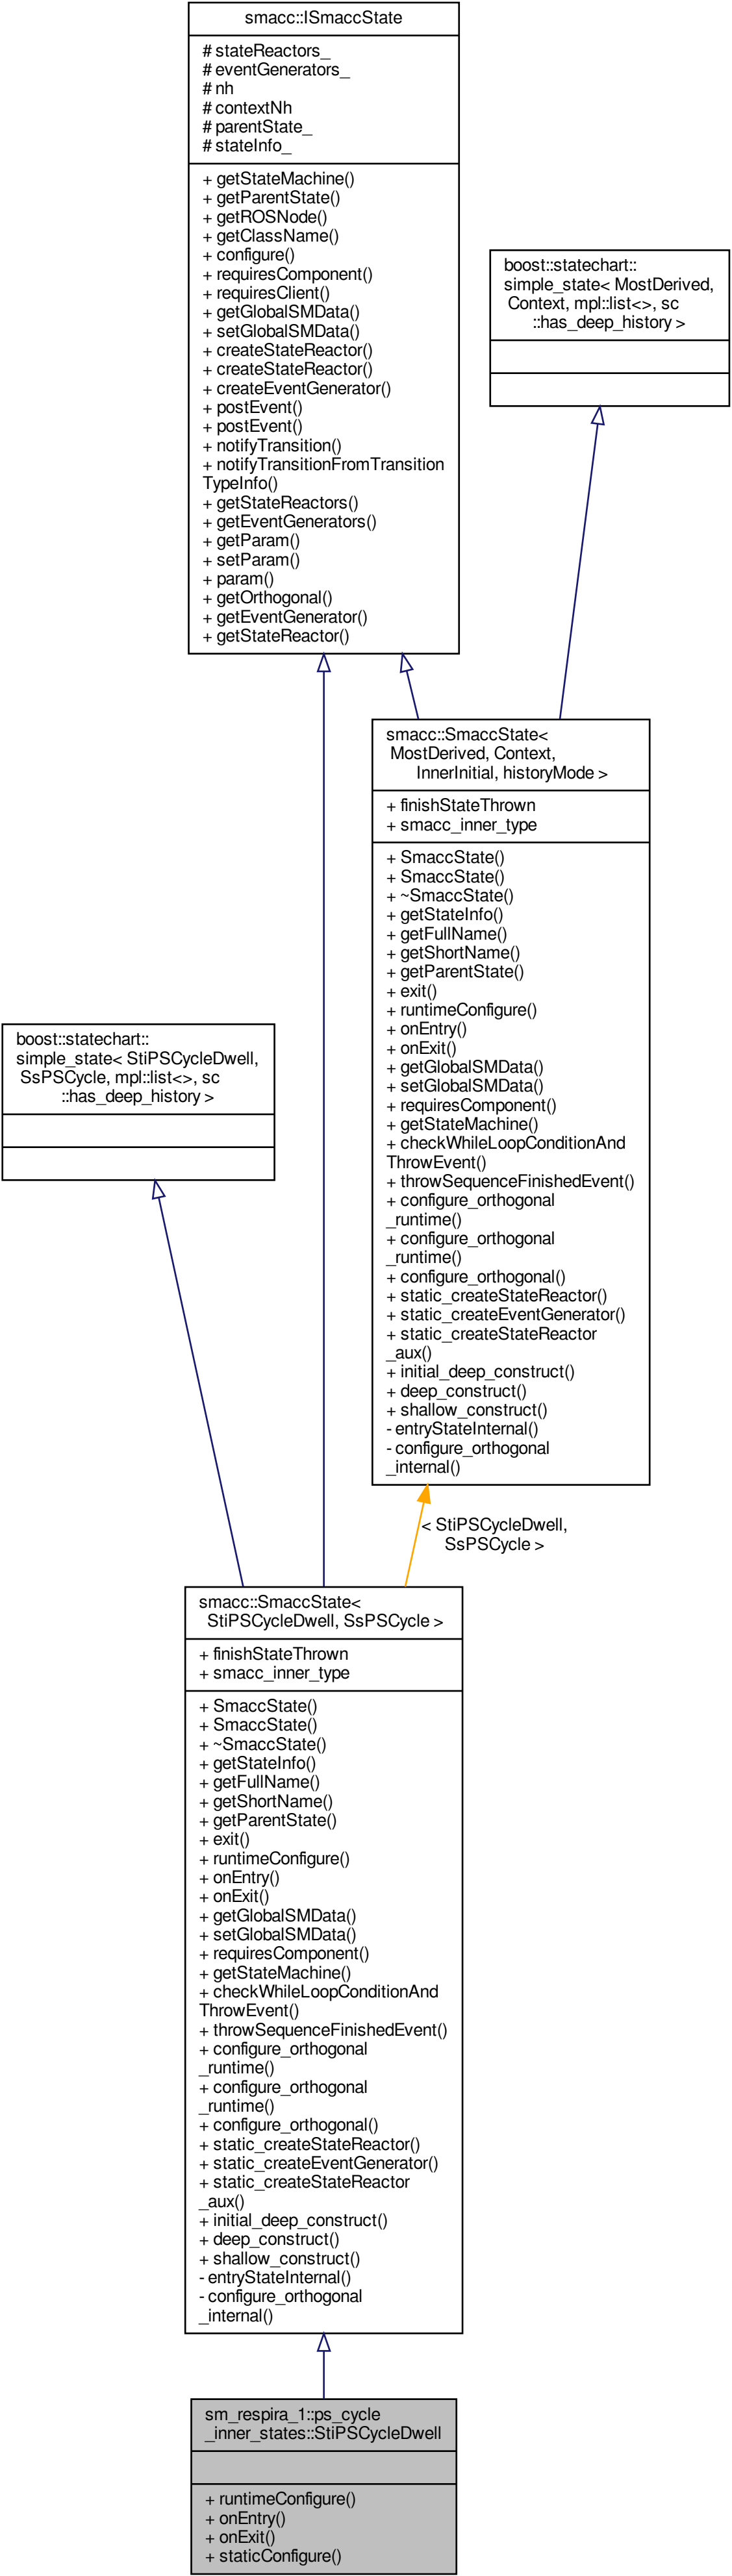 smacc::ISmaccState
# stateReactors_
# eventGenerators_
# nh
# contextNh
# parentState_
# stateInfo_
+ getStateMachine()
+ getParentState()
+ getROSNode()
+ getClassName()
+ configure()
+ requiresComponent()
+ requiresClient()
+ getGlobalSMData()
+ setGlobalSMData()
+ createStateReactor()
+ createStateReactor()
+ createEventGenerator()
+ postEvent()
+ postEvent()
+ notifyTransition()
+ notifyTransitionFromTransition
TypeInfo()
+ getStateReactors()
+ getEventGenerators()
+ getParam()
+ setParam()
+ param()
+ getOrthogonal()
+ getEventGenerator()
+ getStateReactor()
boost::statechart::
simple_state< MostDerived,
Context, mpl::list<>, sc
::has_deep_history >
smacc::SmaccState<
MostDerived, Context,
InnerInitial, historyMode >
+ finishStateThrown
+ smacc_inner_type
+ SmaccState()
+ SmaccState()
+ ~SmaccState()
+ getStateInfo()
+ getFullName()
+ getShortName()
+ getParentState()
+ exit()
+ runtimeConfigure()
+ onEntry()
+ onExit()
+ getGlobalSMData()
+ setGlobalSMData()
+ requiresComponent()
+ getStateMachine()
+ checkWhileLoopConditionAnd
ThrowEvent()
+ throwSequenceFinishedEvent()
+ configure_orthogonal
_runtime()
+ configure_orthogonal
_runtime()
+ configure_orthogonal()
+ static_createStateReactor()
+ static_createEventGenerator()
+ static_createStateReactor
_aux()
+ initial_deep_construct()
+ deep_construct()
+ shallow_construct()
- entryStateInternal()
- configure_orthogonal
_internal()
boost::statechart::
simple_state< StiPSCycleDwell,
SsPSCycle, mpl::list<>, sc
::has_deep_history >
< StiPSCycleDwell,
SsPSCycle >
smacc::SmaccState<
StiPSCycleDwell, SsPSCycle >
+ finishStateThrown
+ smacc_inner_type
+ SmaccState()
+ SmaccState()
+ ~SmaccState()
+ getStateInfo()
+ getFullName()
+ getShortName()
+ getParentState()
+ exit()
+ runtimeConfigure()
+ onEntry()
+ onExit()
+ getGlobalSMData()
+ setGlobalSMData()
+ requiresComponent()
+ getStateMachine()
+ checkWhileLoopConditionAnd
ThrowEvent()
+ throwSequenceFinishedEvent()
+ configure_orthogonal
_runtime()
+ configure_orthogonal
_runtime()
+ configure_orthogonal()
+ static_createStateReactor()
+ static_createEventGenerator()
+ static_createStateReactor
_aux()
+ initial_deep_construct()
+ deep_construct()
+ shallow_construct()
- entryStateInternal()
- configure_orthogonal
_internal()
sm_respira_1::ps_cycle
_inner_states::StiPSCycleDwell
+ runtimeConfigure()
+ onEntry()
+ onExit()
+ staticConfigure()